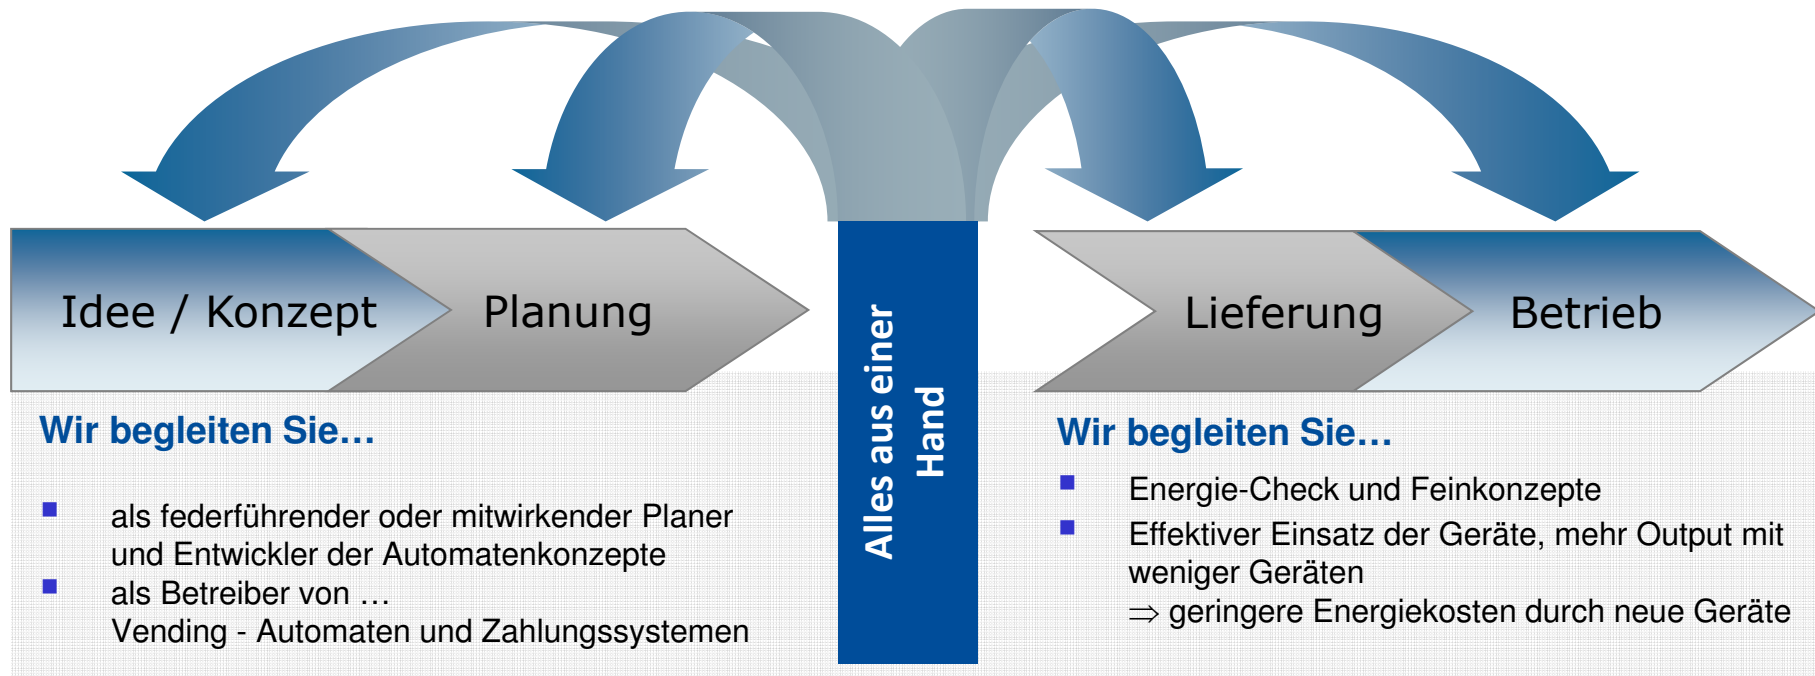 Idee / Konzept
Planung
Wir begleiten Sie…
▪ als federführender oder mitwirkender Planer
und Entwickler der Automatenkonzepte
▪ als Betreiber von …
Vending - Automaten und Zahlungssystemen
Alles aus einer
Hand
Lieferung
Betrieb
Wir begleiten Sie…
▪ Energie-Check und Feinkonzepte
▪ Effektiver Einsatz der Geräte, mehr Output mit
weniger Geräten
⇒ geringere Energiekosten durch neue Geräte